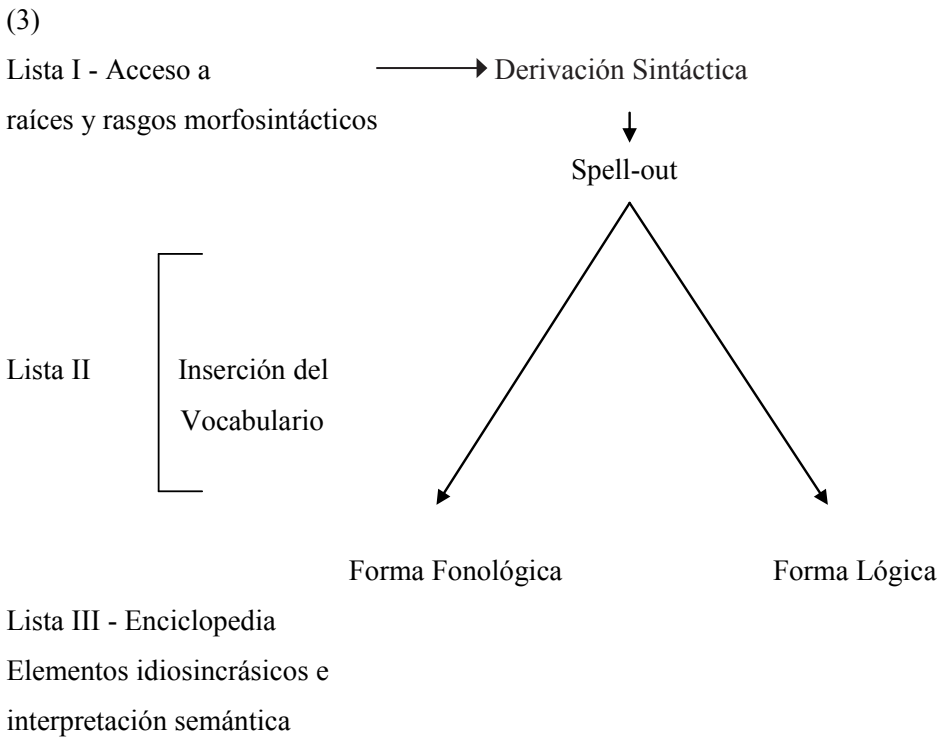 (3)
Lista I - Acceso a
Derivación Sintáctica
raíces y rasgos morfosintácticos
Spell-out
Lista II
Inserción del
Vocabulario
Forma Fonológica
Forma Lógica
Lista III - Enciclopedia
Elementos idiosincrásicos e
interpretación semántica